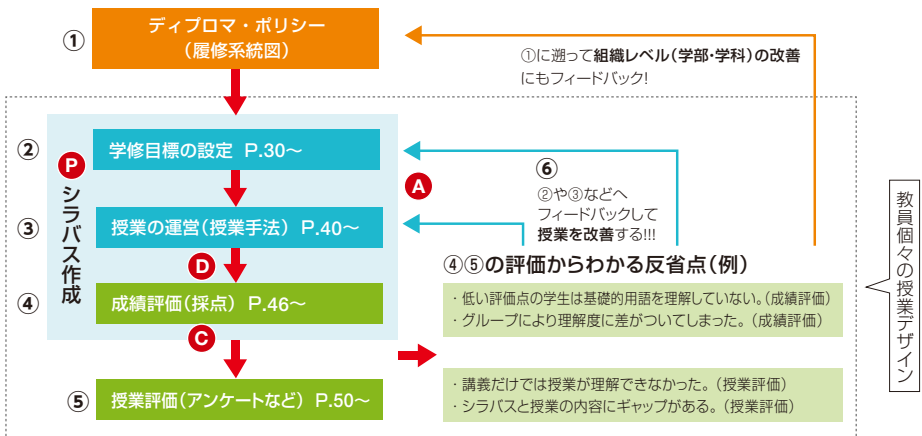 ①
ディプロマ・ポリシー
（履修系統図）
①に遡って組織レベル（学部・学科）の改善
にもフィードバック！
②
P
シラバス作成
学修目標の設定 P.30～
A
⑥
②や③などへ
フィードバックして
授業を改善する!!!
③
授業の運営（授業手法）P.40～
D
④
成績評価（採点）P.46～
C
⑤
授業評価（アンケートなど）P.50～
④⑤の評価からわかる反省点（例）
・低い評価点の学生は基礎的用語を理解していない。（成績評価）
・グループにより理解度に差がついてしまった。（成績評価）
・講義だけでは授業が理解できなかった。（授業評価）
・シラバスと授業の内容にギャップがある。（授業評価）
教員個々の授業デザイン